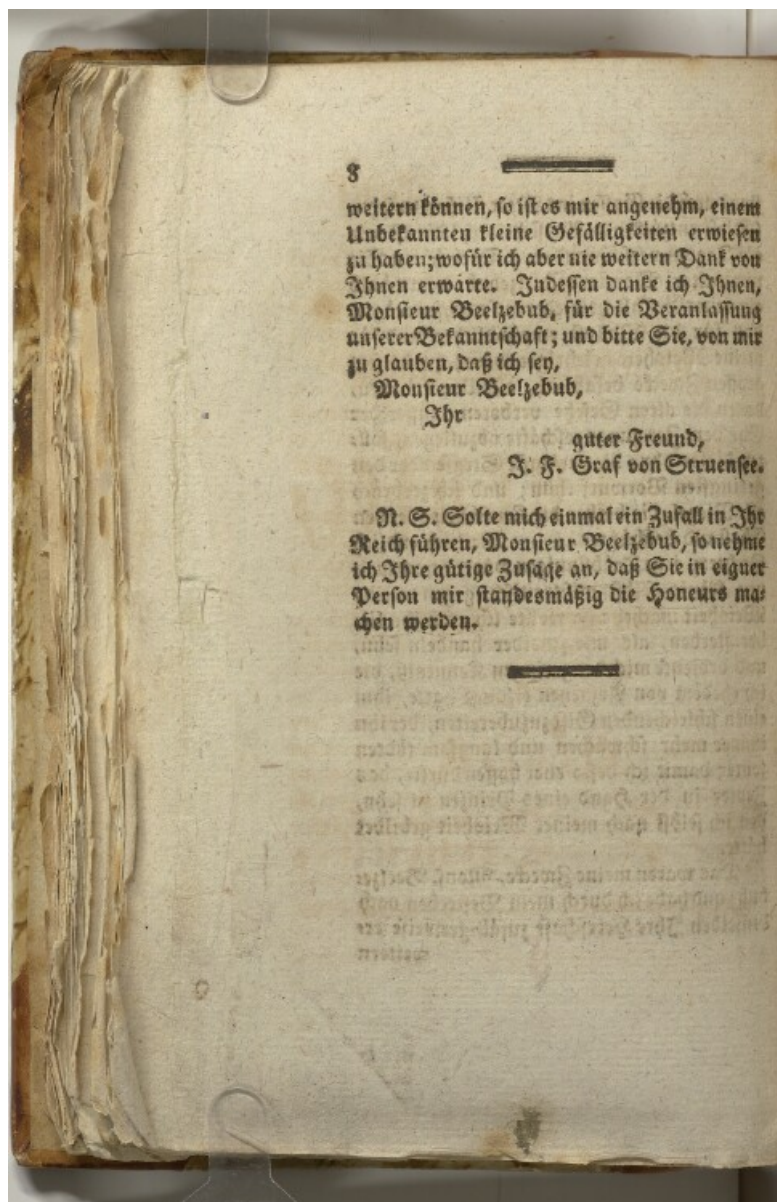 8
weitern können, so ist es mir angenehm, einem
Unbekannten kleine Gefälligkeiten erwiesen
zu haben; wofür ich aber nie weitern Dank von
Ihnen erwarte. Indessen danke ich Ihnen,
Monsieur Beelzebub, für die Veranlassung
unserer Bekanntschaft; und bitte Sie, von mir
zu glauben, daß ich sey,
Monsieur Beelzebub,
Ihr
guter Freund,
J. F. Graf von Struensee.
N. S. Solte mich einmal ein Zufall in Ihr
Reich führen, Monsieur Beelzebub, so nehme
ich Ihre gütige Zusage an, daß Sie in eigner
Person mir standesmäßig die Honeurs ma-
chen werden.